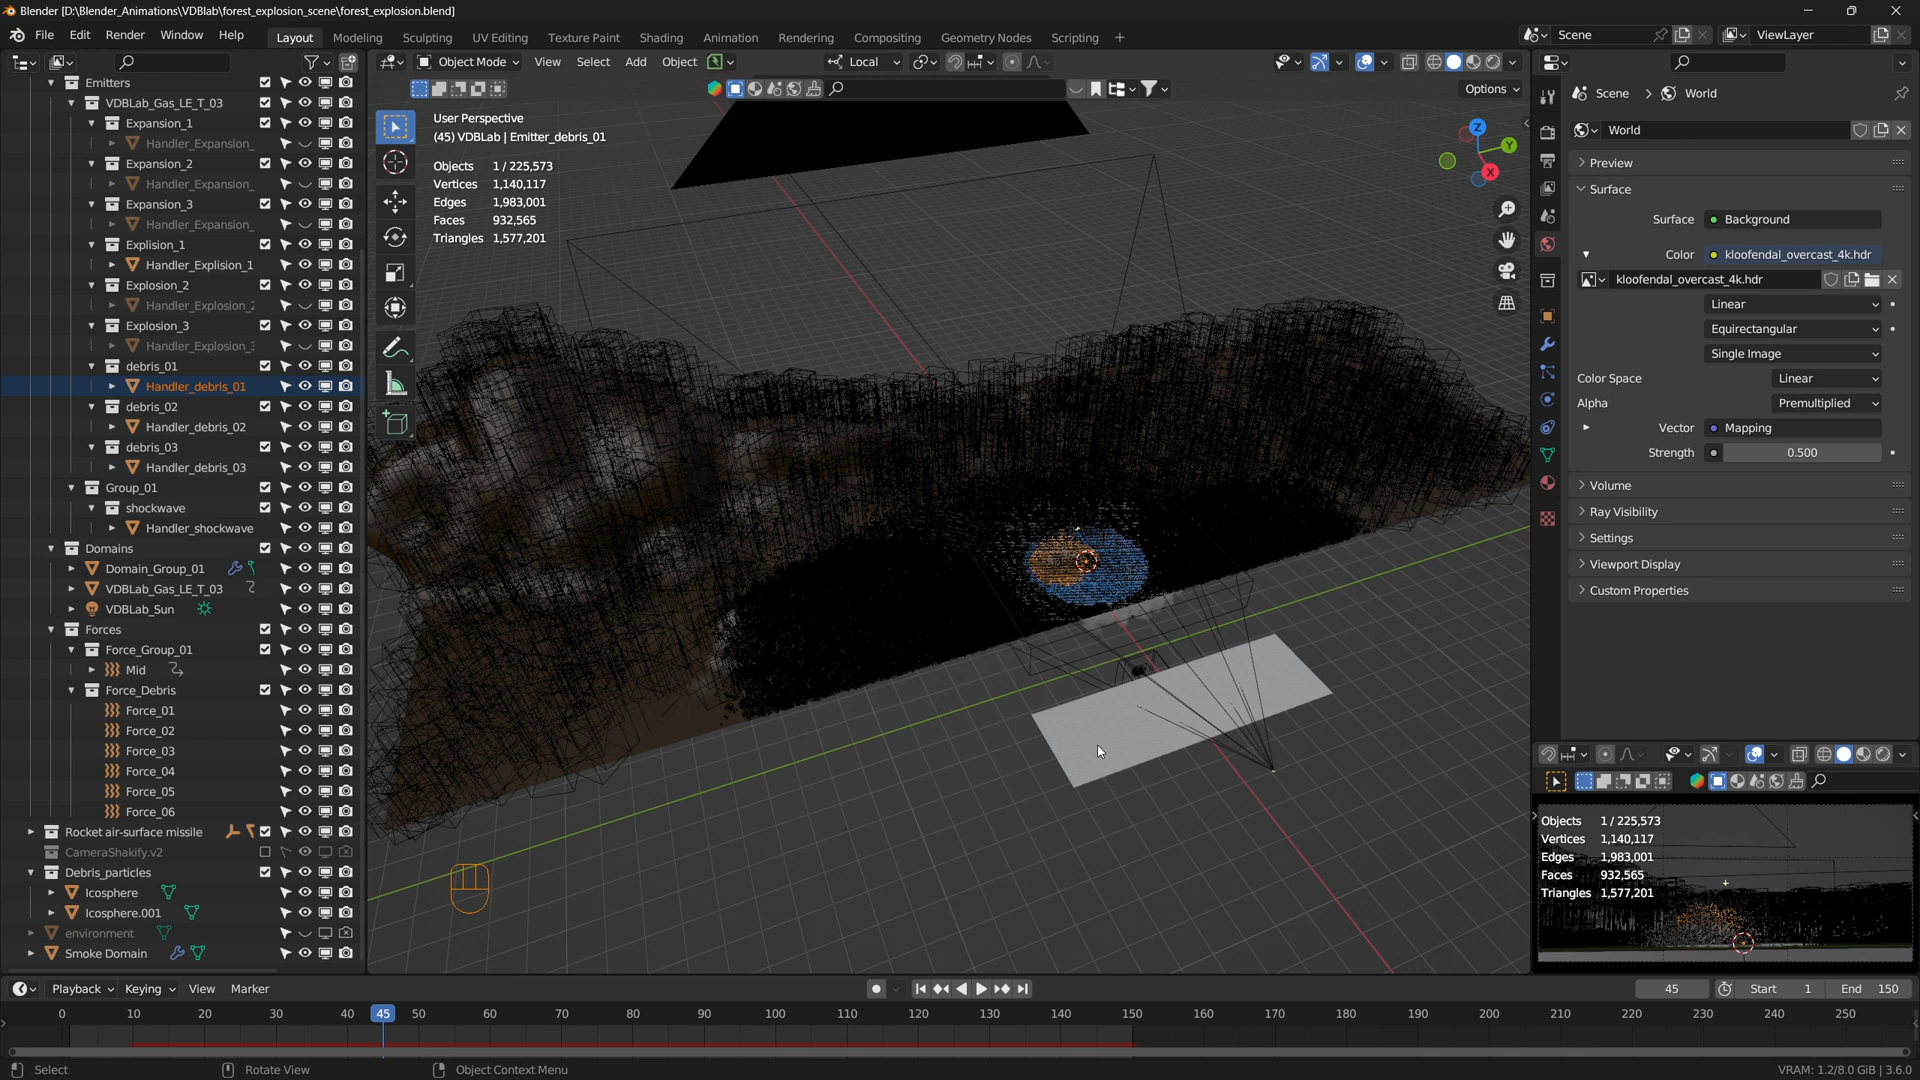 Blender [D:\Blender_Animations\VDBlab\forest_explosion_scene\forest_explosion.blend]
File Edit Render Window Help Layout Modeling Sculpting UV Editing Texture Paint Shading Animation Rendering Compositing Geometry Nodes Scripting + Scene ViewLayer
Object Mode View Select Add Object Local
Options
Emitters
VDBLab_Gas_LE_T_03
Expansion_1
Handler_Expansion_
Expansion_2
Handler_Expansion_
Expansion_3
Handler_Expansion_
Explision_1
Handler_Explision_1
Explosion_2
Handler_Explosion_2
Explosion_3
Handler_Explosion_3
debris_01
Handler_debris_01
debris_02
Handler_debris_02
debris_03
Handler_debris_03
Group_01
shockwave
Handler_shockwave
Domains
Domain_Group_01
VDBLab_Gas_LE_T_03
VDBLab_Sun
Forces
Force_Group_01
Mid
Force_Debris
Force_01
Force_02
Force_03
Force_04
Force_05
Force_06
Rocket air-surface missile
CameraShakify.v2
Debris_particles
Icosphere
Icosphere.001
environment
Smoke Domain
User Perspective
(45) VDBLab | Emitter_debris_01
Objects 1 / 225,573
Vertices 1,140,117
Edges 1,983,001
Faces 932,565
Triangles 1,577,201
Z
Y
X
Scene World
World
Preview
Surface
Surface Background
Color kloofendal_overcast_4k.hdr
kloofendal_overcast_4k.hdr
Linear
Equirectangular
Single Image
Color Space Linear
Alpha Premultiplied
Vector Mapping
Strength 0.500
Volume
Ray Visibility
Settings
Viewport Display
Custom Properties
Objects 1 / 225,573
Vertices 1,140,117
Edges 1,983,001
Faces 932,565
Triangles 1,577,201
Playback Keying View Marker 45 Start 1 End 150
0 10 20 30 40 45 50 60 70 80 90 100 110 120 130 140 150 160 170 180 190 200 210 220 230 240 250
Select Rotate View Object Context Menu VRAM: 1.2/8.0 GiB | 3.6.0